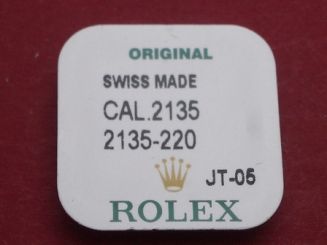 ORIGINAL
SWISS MADE
CAL.2135
2135-220
JT-05
ROLEX